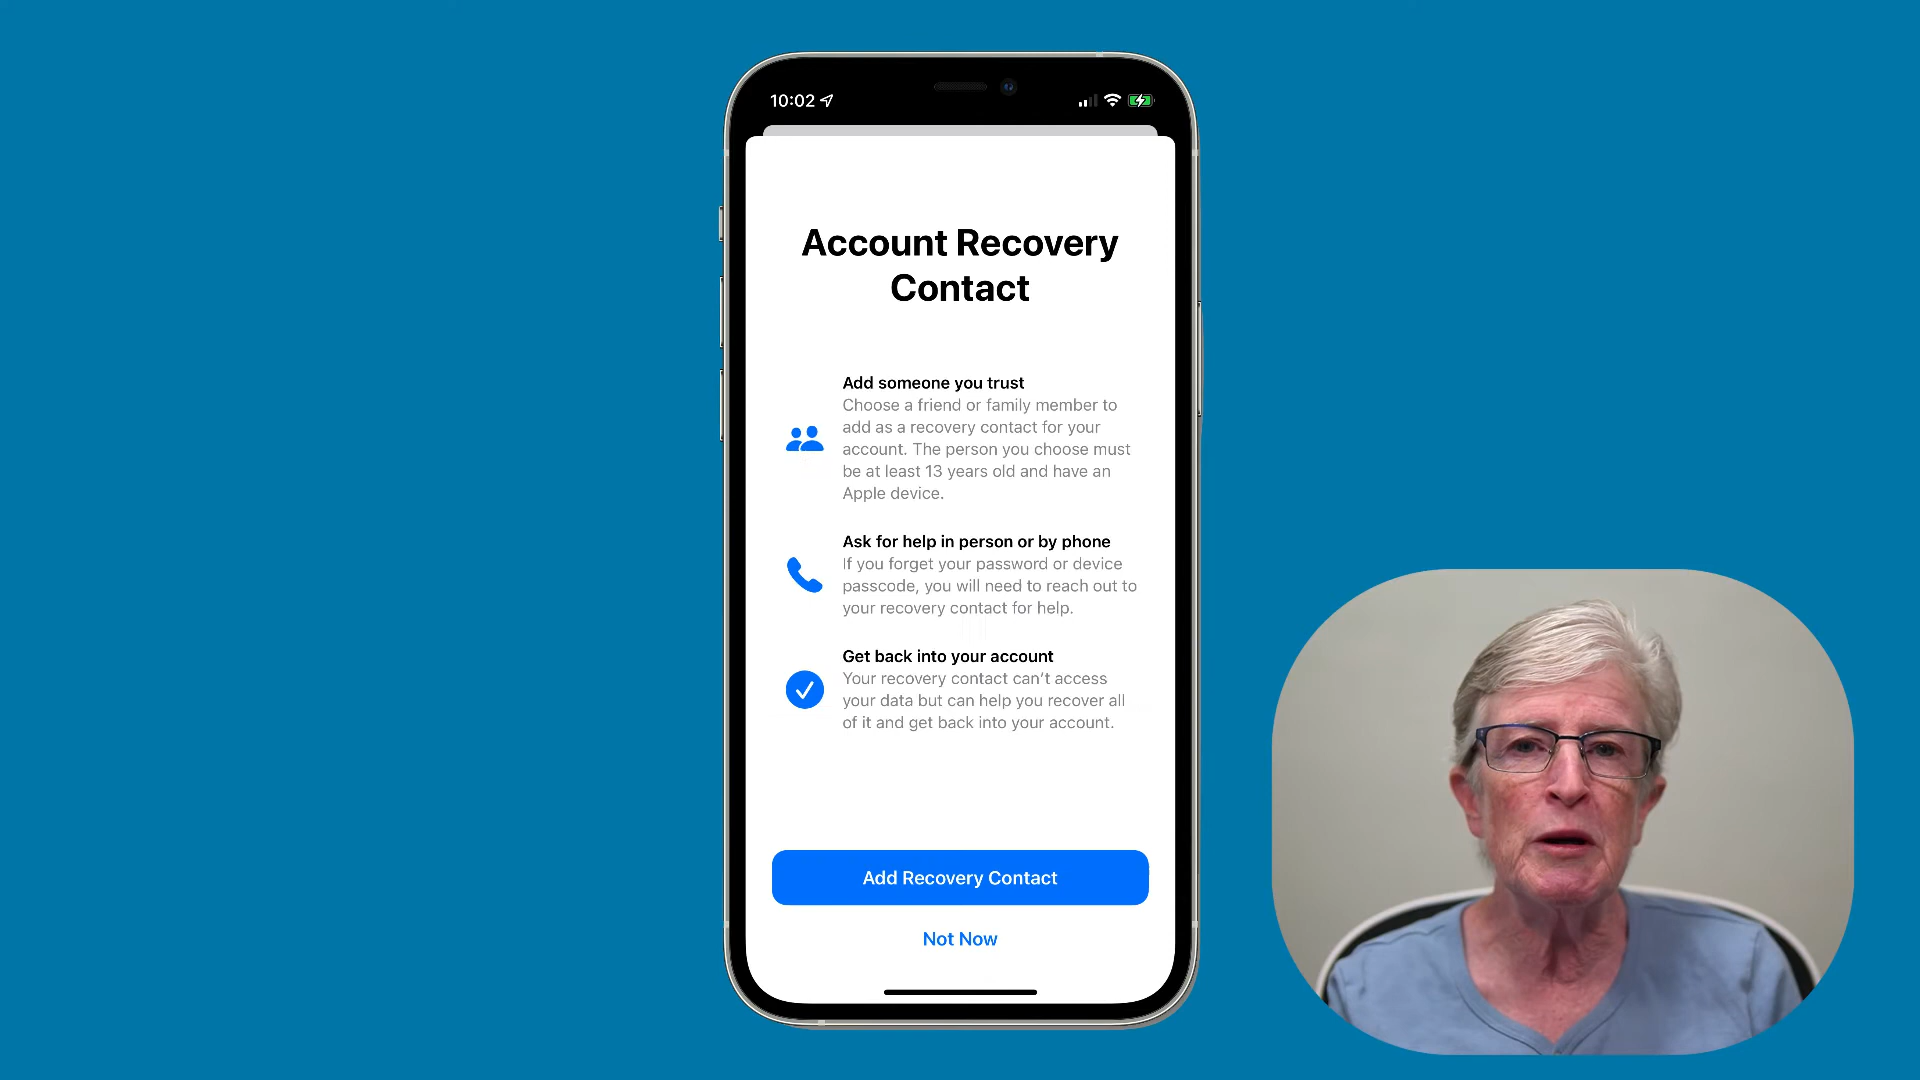 10:02
Account Recovery
Contact
Add someone you trust
Choose a friend or family member to
add as a recovery contact for your
account. The person you choose must
be at least 13 years old and have an
Apple device.
Ask for help in person or by phone
If you forget your password or device
passcode, you will need to reach out to
your recovery contact for help.
Get back into your account
Your recovery contact can’t access
your data but can help you recover all
of it and get back into your account.
Add Recovery Contact
Not Now